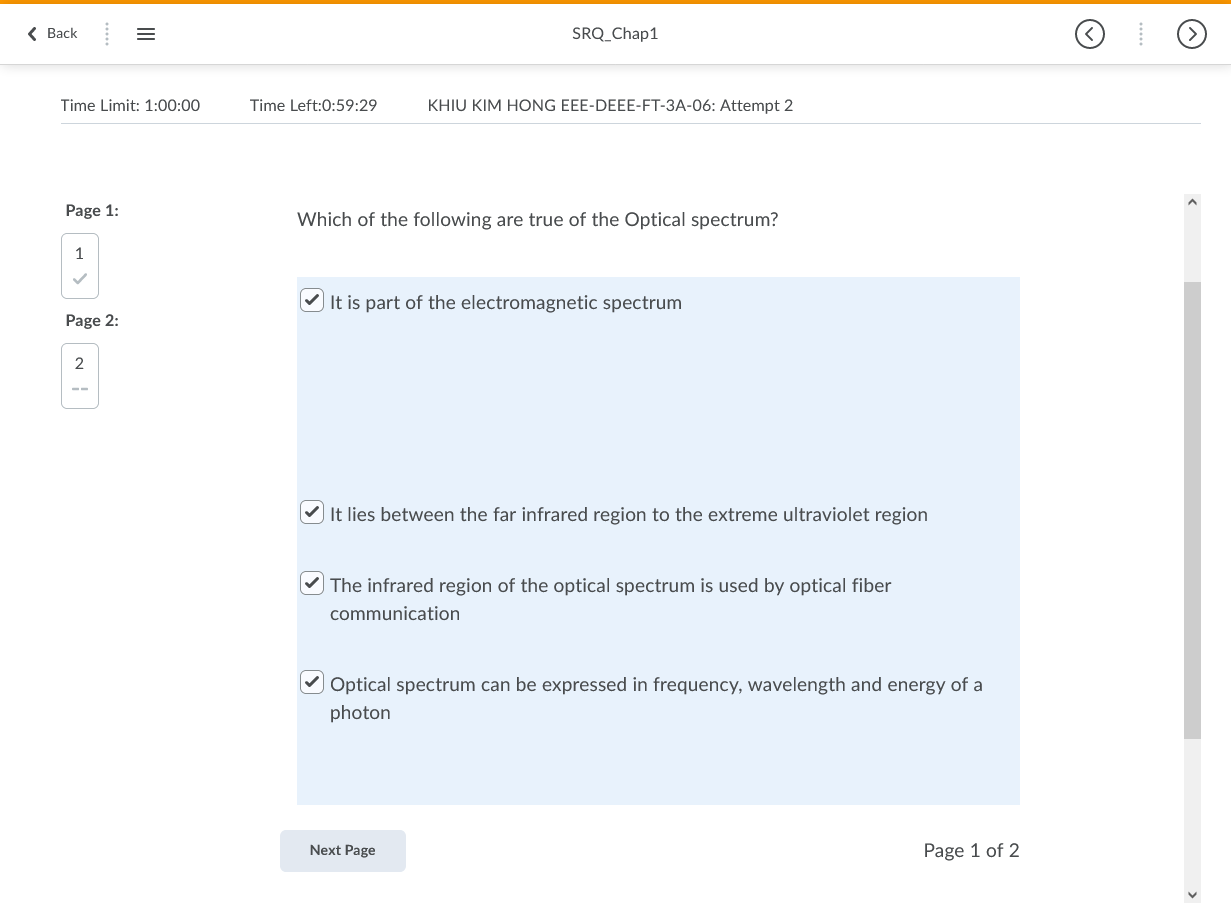 Back
SRQ_Chap1
Time Limit: 1:00:00 Time Left:0:59:29 KHIU KIM HONG EEE-DEEE-FT-3A-06: Attempt 2
Page 1:
1
Page 2:
2
--
Which of the following are true of the Optical spectrum?
It is part of the electromagnetic spectrum
It lies between the far infrared region to the extreme ultraviolet region
The infrared region of the optical spectrum is used by optical fiber
communication
Optical spectrum can be expressed in frequency, wavelength and energy of a
photon
Next Page
Page 1 of 2